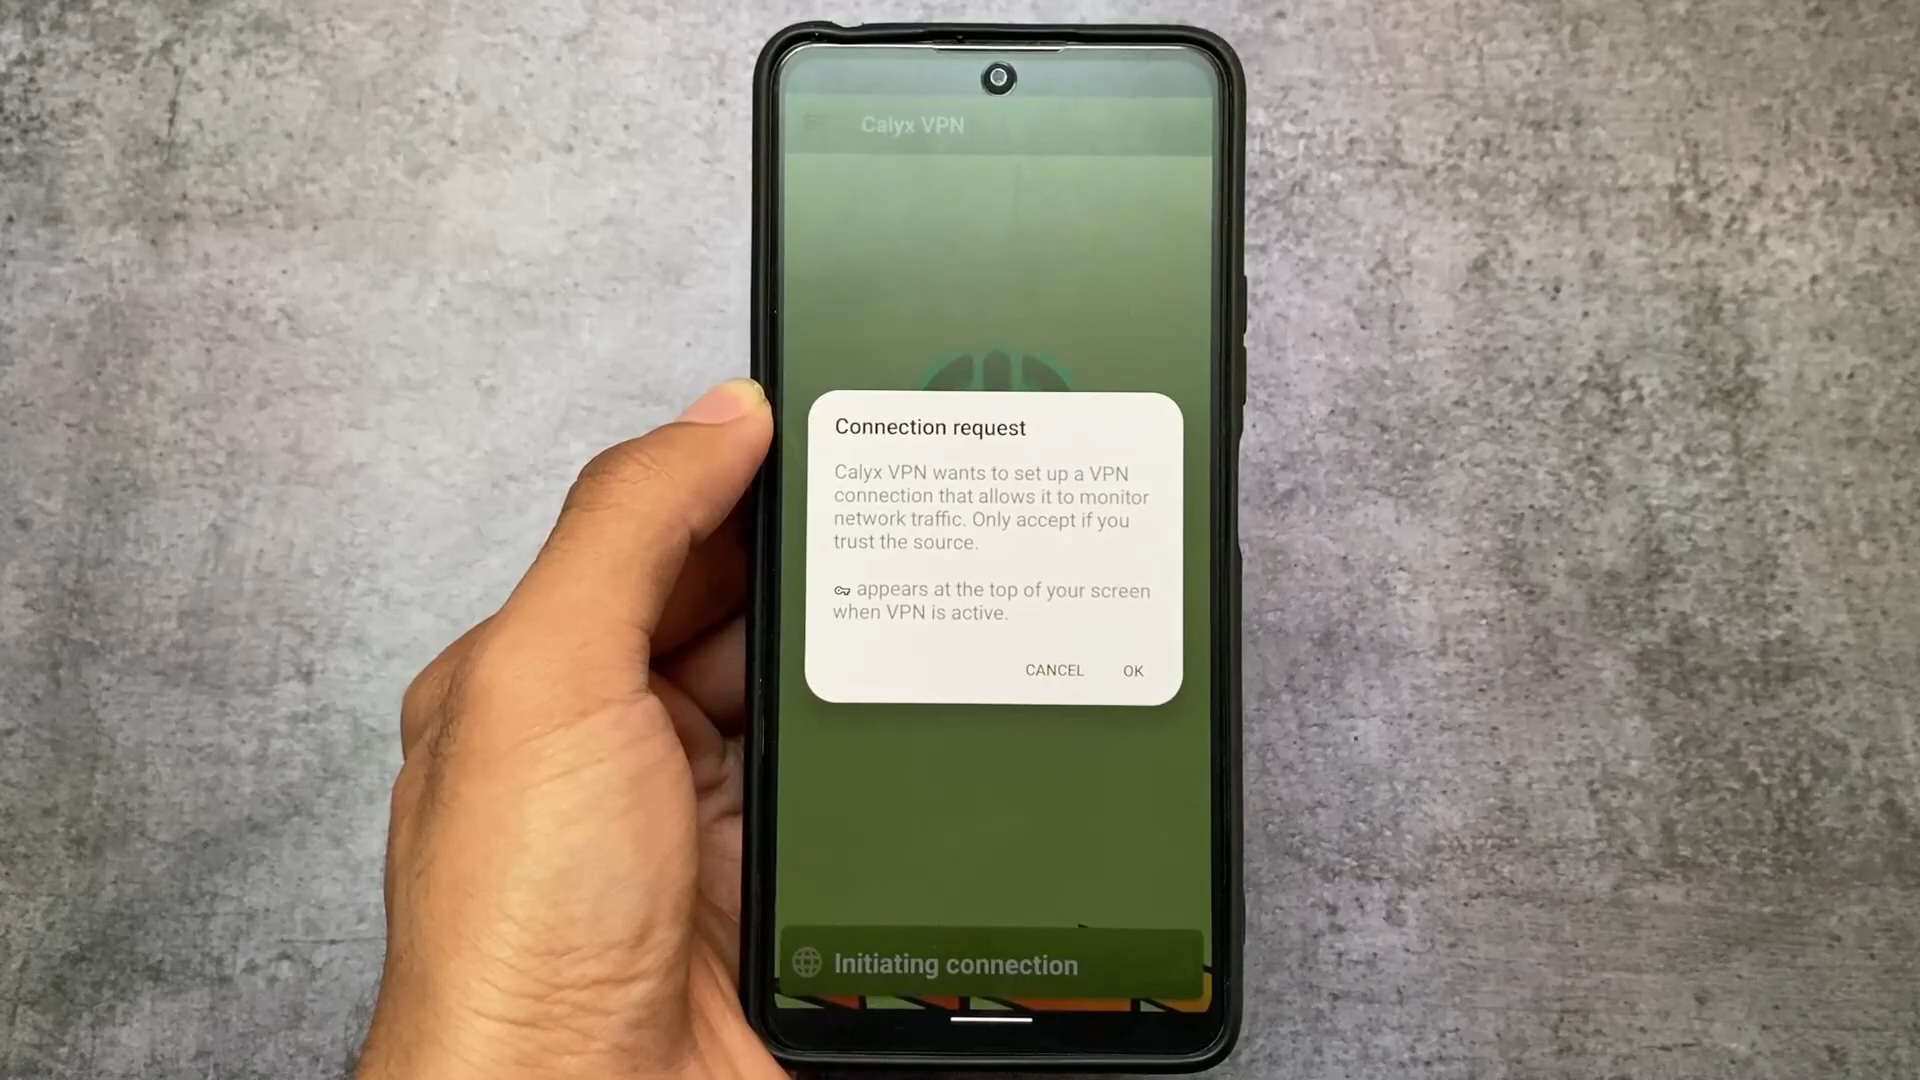 Calyx VPN
Connection request
Calyx VPN wants to set up a VPN
connection that allows it to monitor
network traffic. Only accept if you
trust the source.
appears at the top of your screen
when VPN is active.
CANCEL OK
Initiating connection